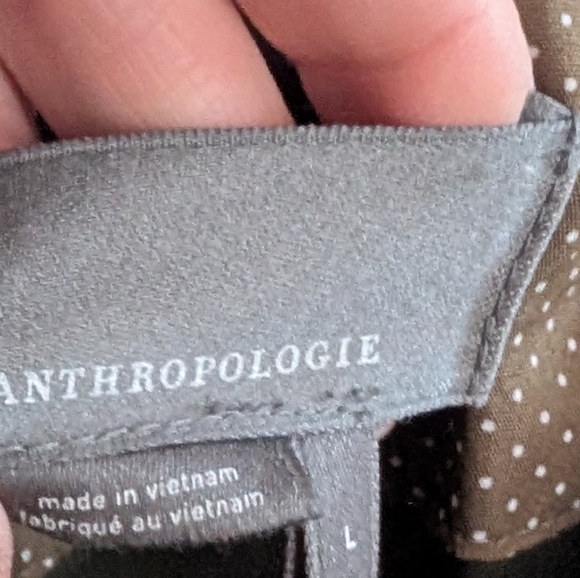 ANTHROPOLOGIE
made in vietnam
fabriqué au vietnam
L